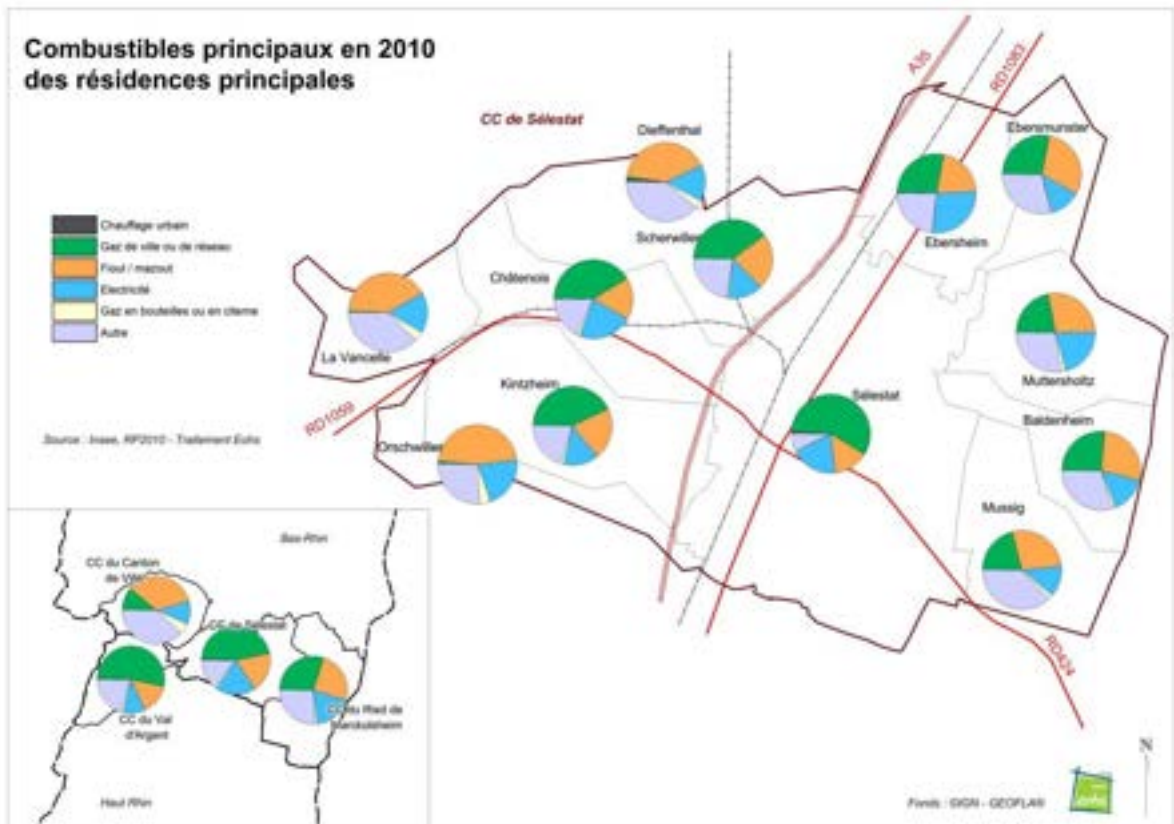 Combustibles principaux en 2010
des résidences principales
CC de Sélestat
A35
RD1083
Dieffenthal
Ebersmunster
Chauffage urbain
Gaz de ville ou de réseau
Fioul / mazout
Electricité
Gaz en bouteilles ou en citerne
Autre
Scherwiller
Ebersheim
Châtenois
La Vancelle
Muttersholtz
Kintzheim
Sélestat
Baldenheim
RD1059
Source : Insee, RP2010 - Traitement
Orschwiller
Mussig
Bas-Rhin
CC du Canton
de Villé
CC de Sélestat
CC du Ried de
Marckolsheim
CC du Val
d'Argent
RD424
N
Haut Rhin
Fonds : ©IGN - GEOFLA®